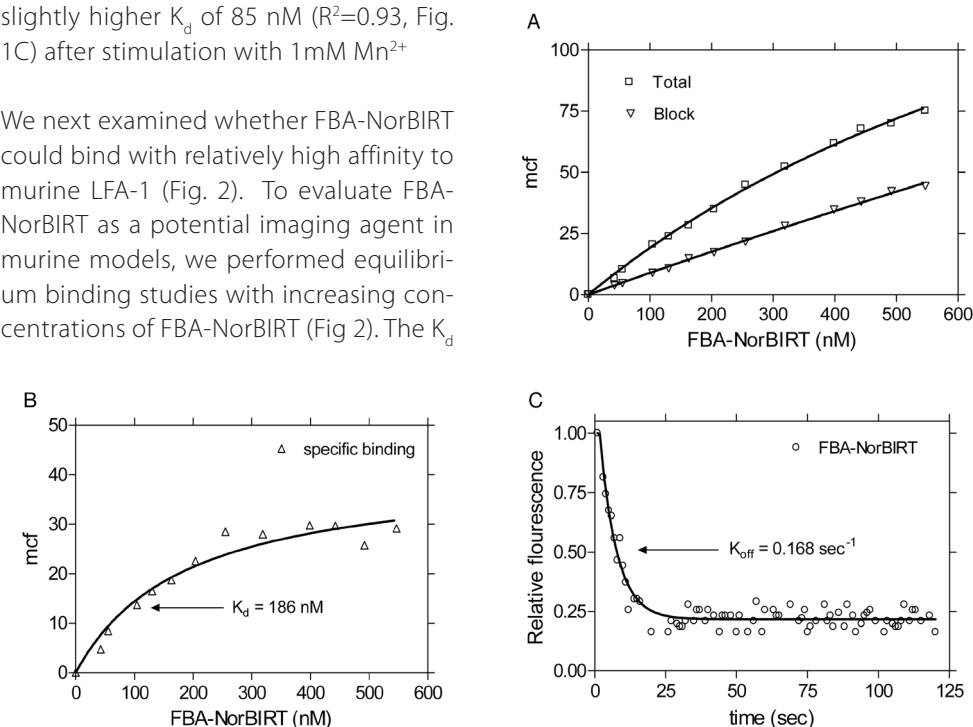 slightly higher Kd of 85 nM (R²=0.93, Fig.
1C) after stimulation with 1mM Mn²⁺
We next examined whether FBA-NorBIRT
could bind with relatively high affinity to
murine LFA-1 (Fig. 2). To evaluate FBA-
NorBIRT as a potential imaging agent in
murine models, we performed equilibri-
um binding studies with increasing con-
centrations of FBA-NorBIRT (Fig 2). The Kd
A
100
75
50
25
0
mcf
Total
Block
0 100 200 300 400 500 600
FBA-NorBIRT (nM)
B
50
40
30
20
10
0
mcf
specific binding
Kd = 186 nM
0 100 200 300 400 500 600
FBA-NorBIRT (nM)
C
1.00
0.75
0.50
0.25
0.00
Relative flourescence
FBA-NorBIRT
Koff = 0.168 sec⁻¹
0 25 50 75 100 125
time (sec)